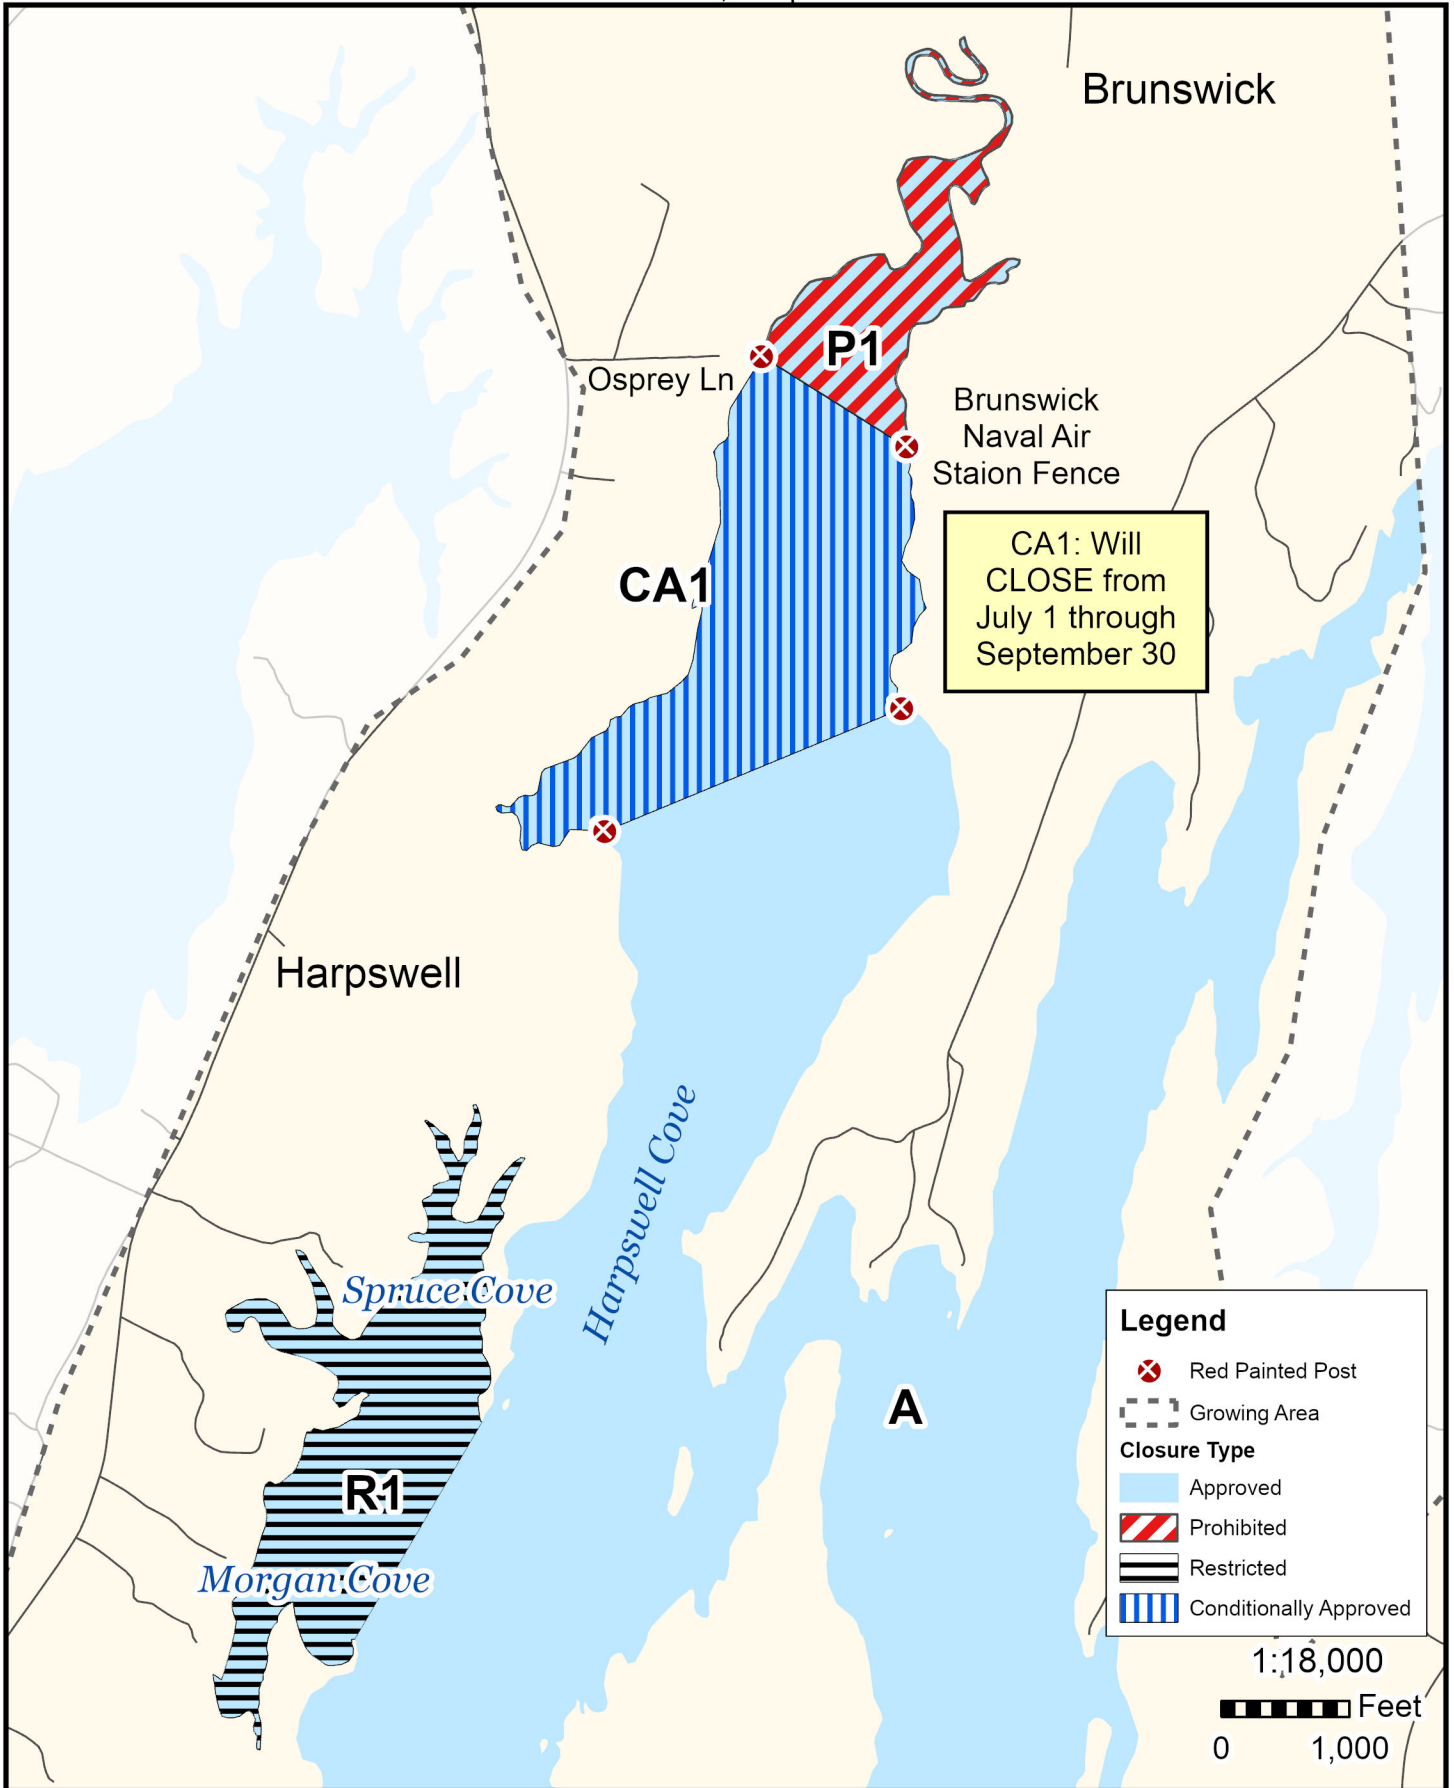 Brunswick
P1
Osprey Ln
Brunswick
Naval Air
Staion Fence
CA1: Will
CLOSE from
July 1 through
September 30
CA1
Harpswell
Harpswell Cove
Spruce Cove
A
R1
Morgan Cove
Legend
Red Painted Post
Growing Area
Closure Type
Approved
Prohibited
Restricted
Conditionally Approved
1:18,000
Feet
0 1,000